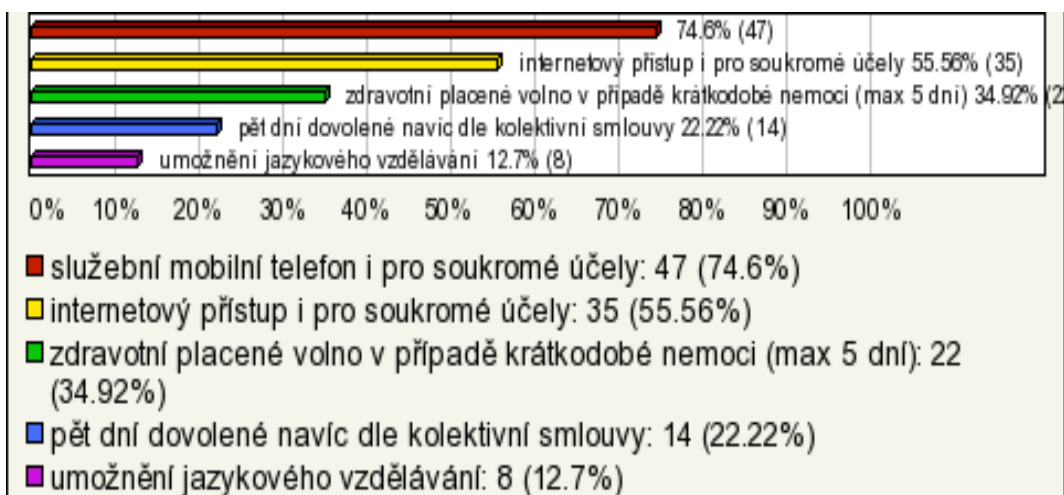 74.6% (47)
internetový přístup i pro soukromé účely 55.56% (35)
zdravotní placené volno v případě krátkodobé nemoci (max 5 dní) 34.92% (2
pět dní dovolené navíc dle kolektivní smlouvy 22.22% (14)
umožnění jazykového vzdělávání 12.7% (8)
0% 10% 20% 30% 40% 50% 60% 70% 80% 90% 100%
služební mobilní telefon i pro soukromé účely: 47 (74.6%)
internetový přístup i pro soukromé účely: 35 (55.56%)
zdravotní placené volno v případě krátkodobé nemoci (max 5 dní): 22
(34.92%)
pět dní dovolené navíc dle kolektivní smlouvy: 14 (22.22%)
umožnění jazykového vzdělávání: 8 (12.7%)